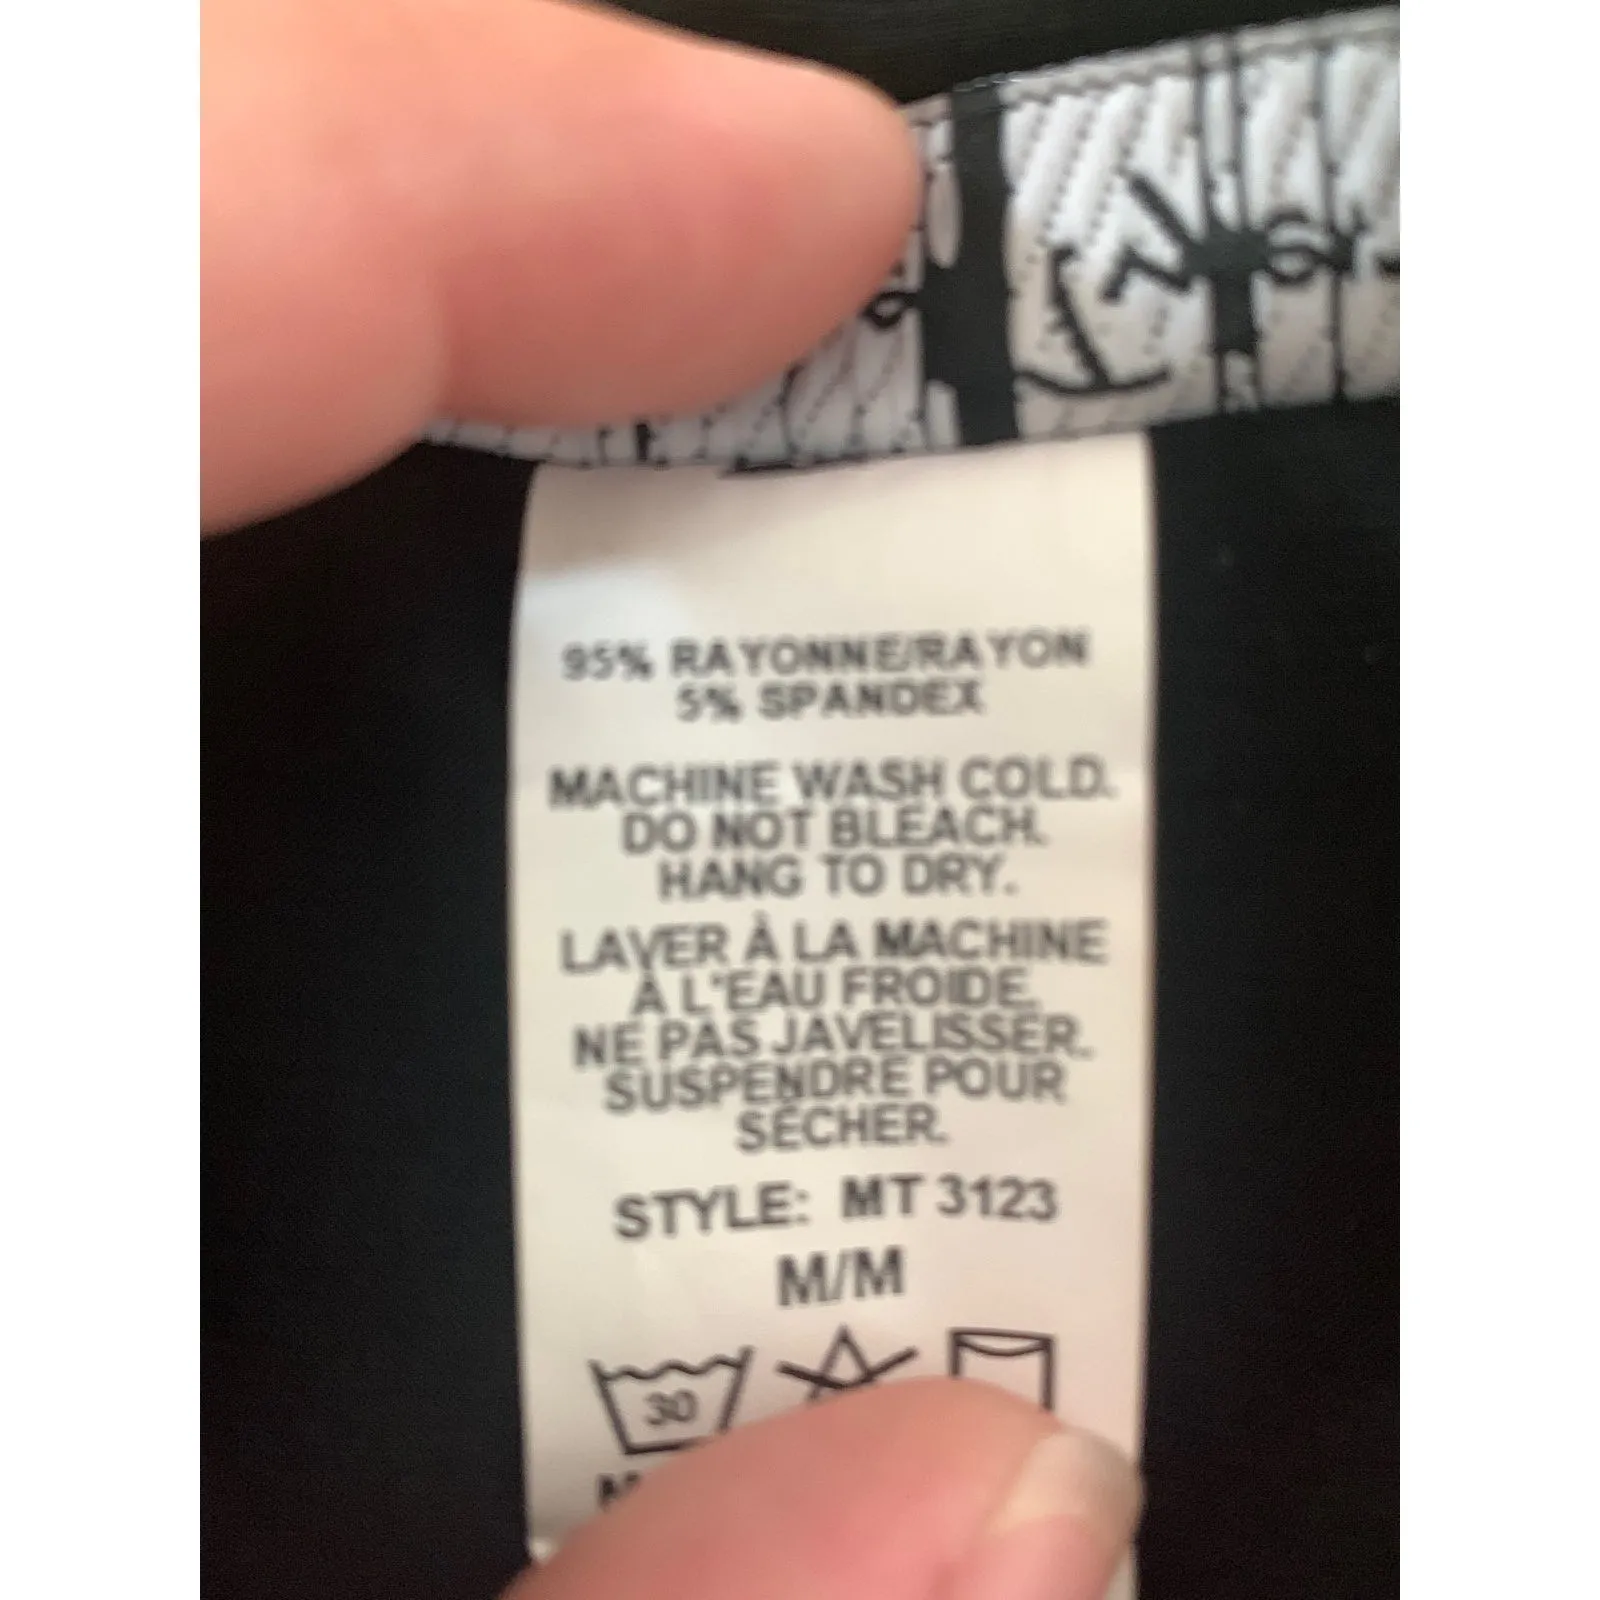 95% RAYONNE/RAYON
5% SPANDEX
MACHINE WASH COLD.
DO NOT BLEACH.
HANG TO DRY.
LAVER À LA MACHINE
À L'EAU FROIDE.
NE PAS JAVELISSER.
SUSPENDRE POUR
SÉCHER.
STYLE: MT 3123
M/M
30